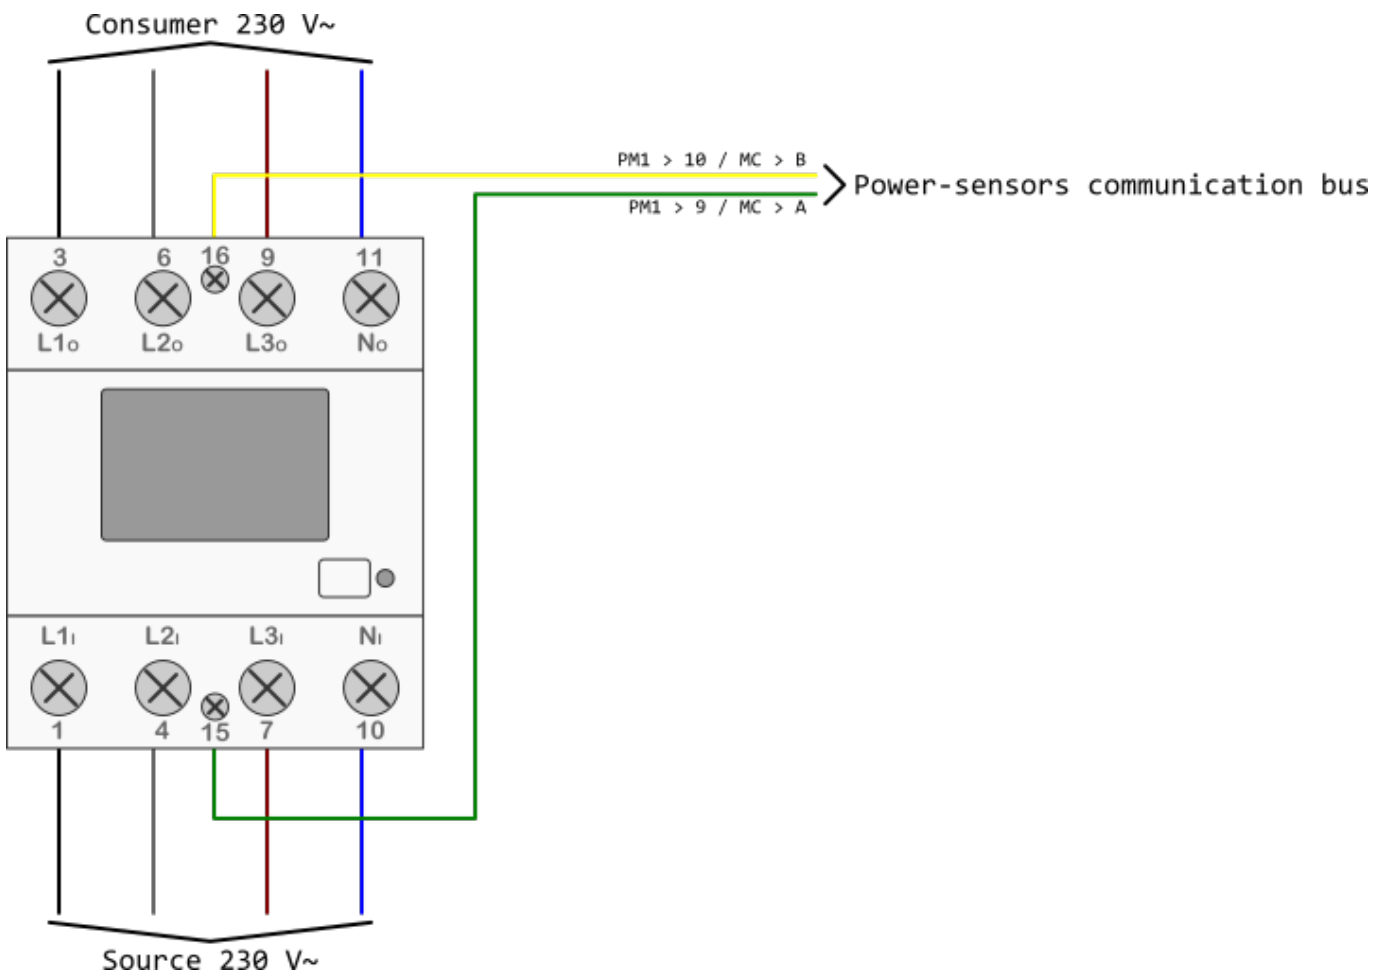 Consumer 230 V~
PM1 > 10 / MC > B
Power-sensors communication bus
PM1 > 9 / MC > A
3 6 16 9 11
L1o L2o L3o No
L1I L2I L3I NI
1 4 15 7 10
Source 230 V~